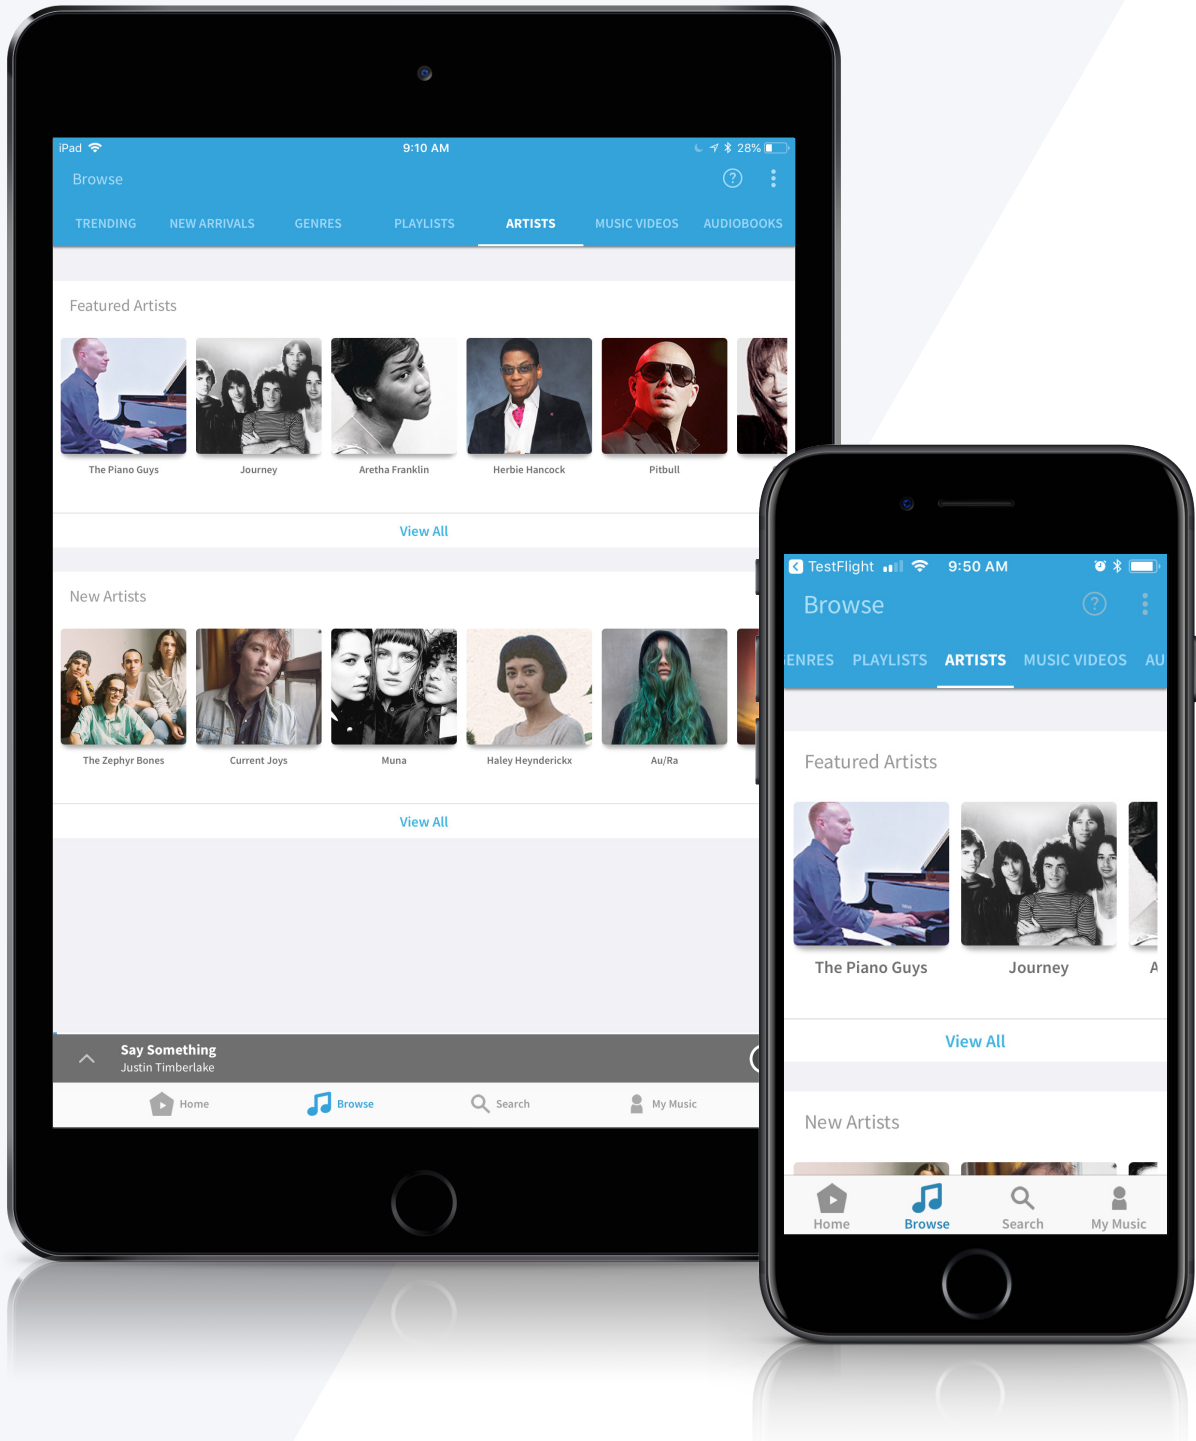 iPad 9:10 AM 28%
Browse
TRENDING NEW ARRIVALS GENRES PLAYLISTS ARTISTS MUSIC VIDEOS AUDIOBOOKS
Featured Artists
The Piano Guys Journey Aretha Franklin Herbie Hancock Pitbull
View All
New Artists
The Zephyr Bones Current Joys Muna Haley Heynderickx Au/Ra
View All
Say Something
Justin Timberlake
Home Browse Search My Music
TestFlight 9:50 AM
Browse
ENRES PLAYLISTS ARTISTS MUSIC VIDEOS AU
Featured Artists
The Piano Guys Journey A
View All
New Artists
Home Browse Search My Music